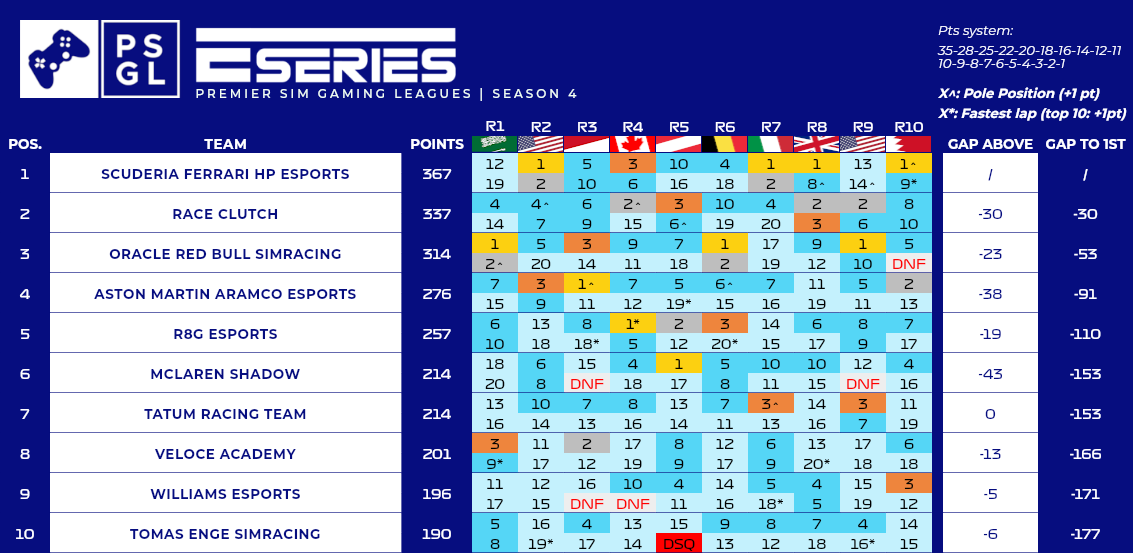 PS
GL
ESERIES
PREMIER SIM GAMING LEAGUES | SEASON 4
Pts system:
35-28-25-22-20-18-16-14-12-11
10-9-8-7-6-5-4-3-2-1
X^: Pole Position (+1 pt)
X*: Fastest lap (top 10: +1pt)
POS. TEAM POINTS R1 R2 R3 R4 R5 R6 R7 R8 R9 R10 GAP ABOVE GAP TO 1ST
1 SCUDERIA FERRARI HP ESPORTS 367 12 1 5 3 10 4 1 1 13 1^ / /
19 2 10 6 16 18 2 8^ 14^ 9*
2 RACE CLUTCH 337 4 4^ 6 2^ 3 10 4 2 2 8 -30 -30
14 7 9 15 6^ 19 20 3 6 10
3 ORACLE RED BULL SIMRACING 314 1 5 3 9 7 1 17 9 1 5 -23 -53
2^ 20 14 11 18 2 19 12 10 DNF
4 ASTON MARTIN ARAMCO ESPORTS 276 7 3 1^ 7 5 6^ 7 11 5 2 -38 -91
15 9 11 12 19* 15 16 19 11 13
5 R8G ESPORTS 257 6 13 8 1* 2 3 14 6 8 7 -19 -110
10 18 18* 5 12 20* 15 17 9 17
6 MCLAREN SHADOW 214 18 6 15 4 1 5 10 10 12 4 -43 -153
20 8 DNF 18 17 8 11 15 DNF 16
7 TATUM RACING TEAM 214 13 10 7 8 13 7 3^ 14 3 11 0 -153
16 14 13 16 14 11 13 16 7 19
8 VELOCE ACADEMY 201 3 11 2 17 8 12 6 13 17 6 -13 -166
9* 17 12 19 9 17 9 20* 18 18
9 WILLIAMS ESPORTS 196 11 12 16 10 4 14 5 4 15 3 -5 -171
17 15 DNF DNF 11 16 18* 5 19 12
10 TOMAS ENGE SIMRACING 190 5 16 4 13 15 9 8 7 4 14 -6 -177
8 19* 17 14 DSQ 13 12 18 16* 15